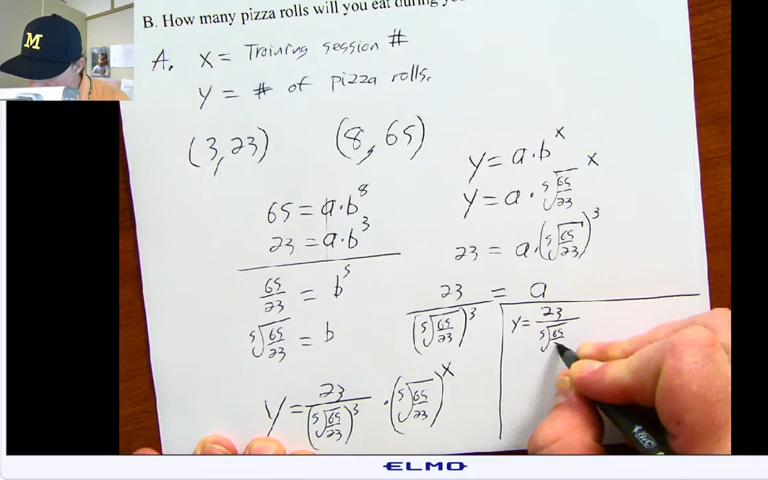 B. How many pizza rolls will you eat during
A. x = Training session #
y = # of pizza rolls.
(3,23) (8,65)
y = a·b^x
65 = a·b^8
y = a·⁵√(65/23)^x
23 = a·b^3
23 = a·(⁵√(65/23))^3
65/23 = b^5
23/(⁵√(65/23))^3 = a
⁵√(65/23) = b
y = 23/⁵√65
y = 23/(⁵√(65/23))^3 · (⁵√(65/23))^x
M
BIC
ELMO